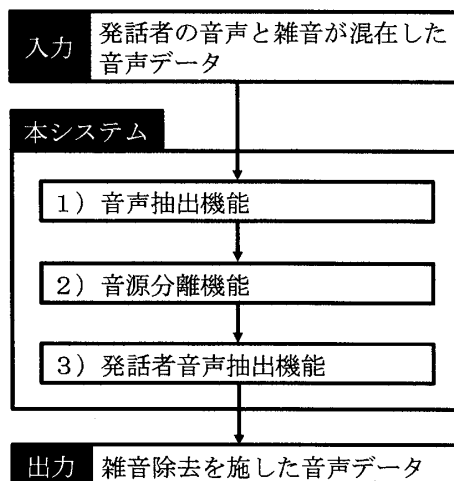 入力
発話者の音声と雑音が混在した
音声データ
本システム
1）音声抽出機能
2）音源分離機能
3）発話者音声抽出機能
出力 雑音除去を施した音声データ